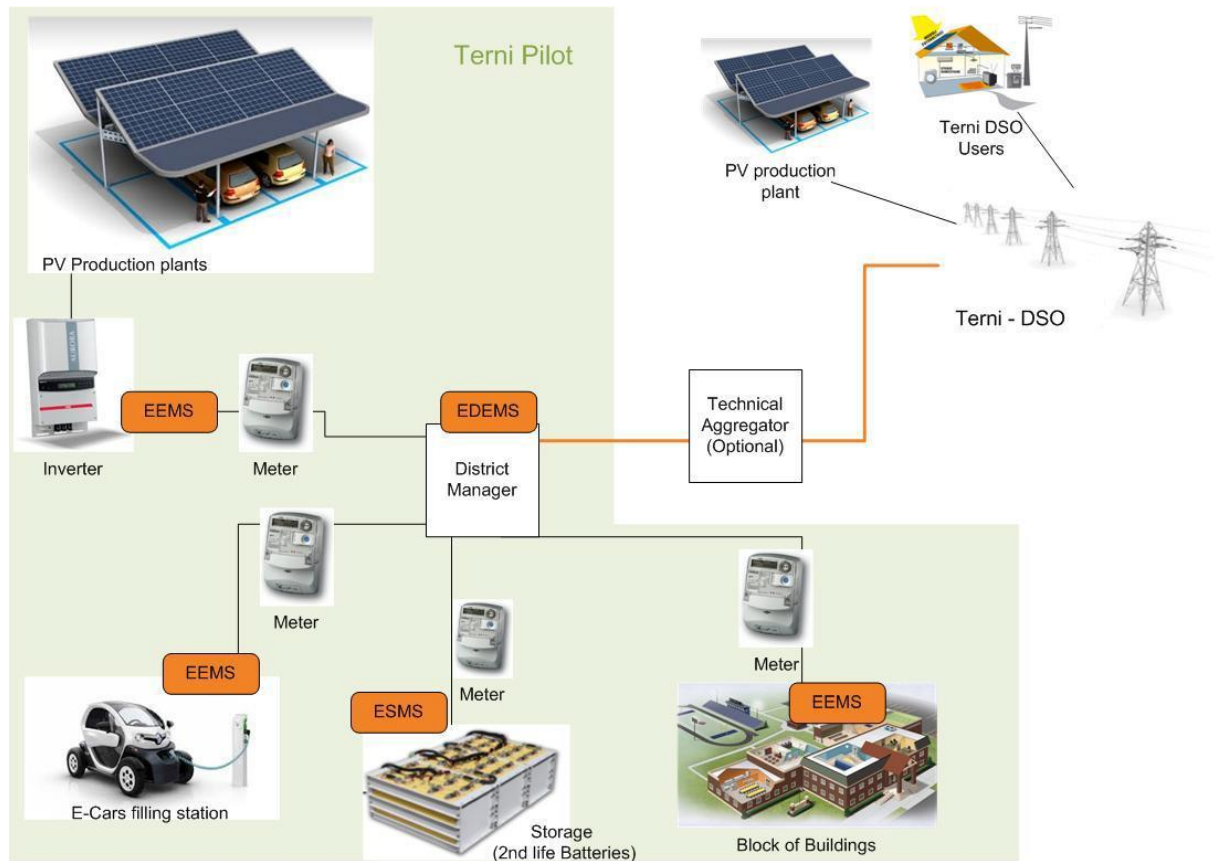 Terni Pilot
Terni DSO
Users
PV production
plant
PV Production plants
Terni - DSO
AURORA
EEMS
EDEMS
Technical
Aggregator
(Optional)
Inverter
Meter
District
Manager
Meter
Meter
Meter
EEMS
ESMS
EEMS
E-Cars filling station
Storage
(2nd life Batteries)
Block of Buildings